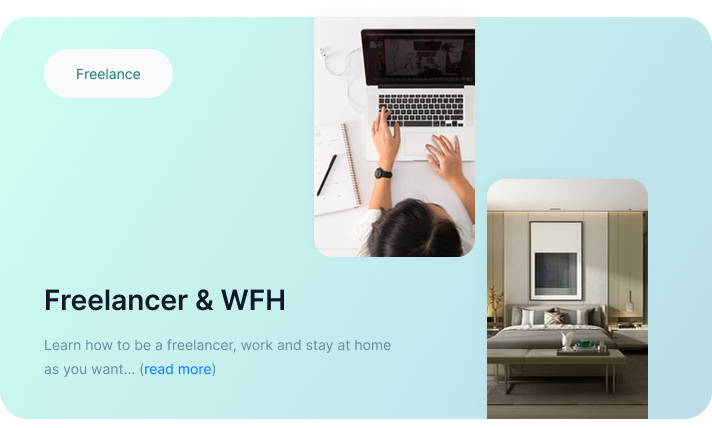 Freelance
Freelancer & WFH
Learn how to be a freelancer, work and stay at home
as you want... (read more)